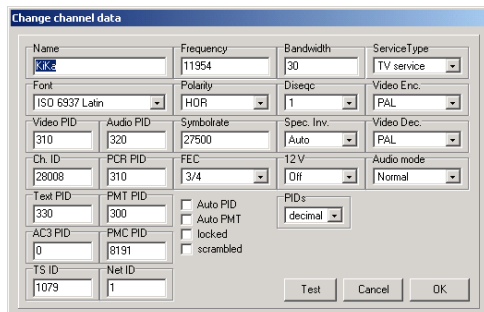 Change channel data
Name Frequency Bandwidth ServiceType
KiKa 11954 30 TV service
Font Polarity Diseqc Video Enc.
ISO 6937 Latin HOR 1 PAL
Video PID Audio PID Symbolrate Spec. Inv. Video Dec.
310 320 27500 Auto PAL
Ch. ID PCR PID FEC 12 V Audio mode
28008 310 3/4 Off Normal
Text PID PMT PID PIDs
330 300 Auto PID decimal
Auto PMT
AC3 PID PMC PID locked
0 8191 scrambled
TS ID Net ID
1079 1 Test Cancel OK